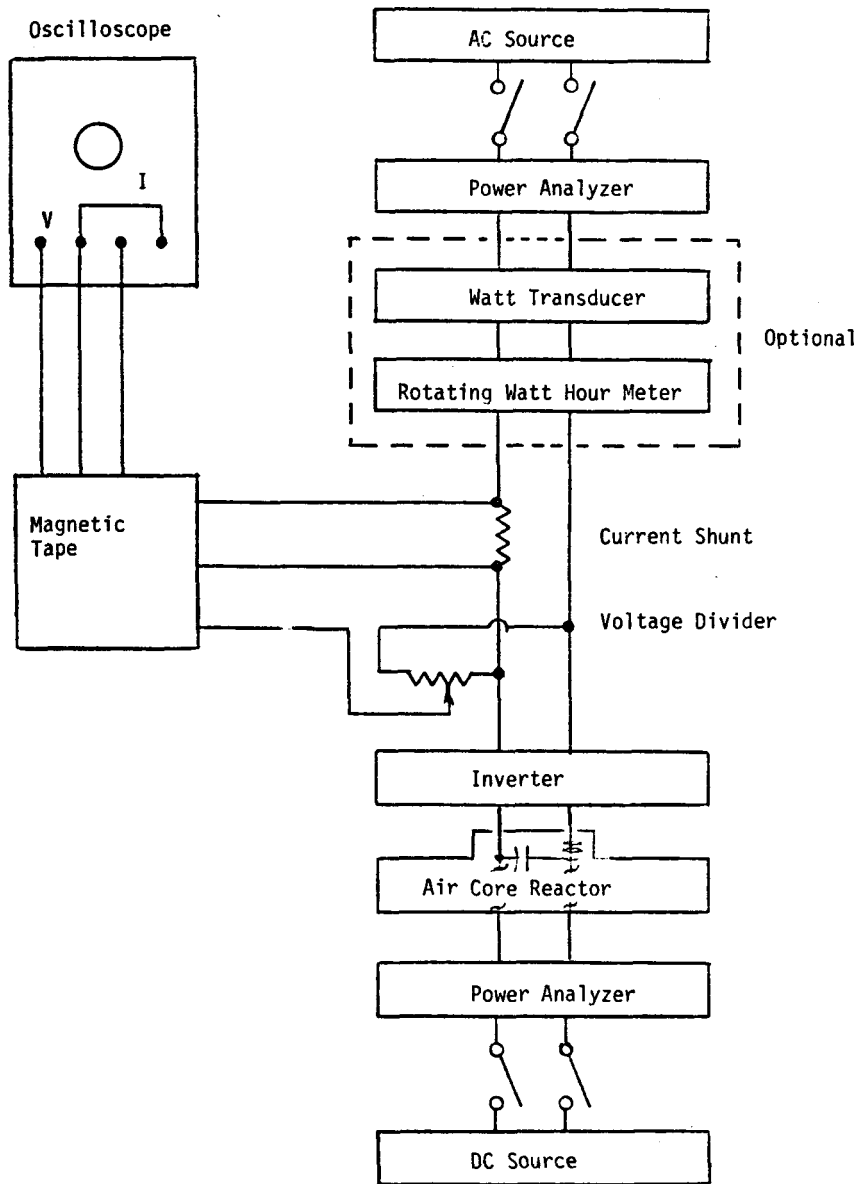 Oscilloscope
AC Source
I
V
Power Analyzer
Watt Transducer
Optional
Rotating Watt Hour Meter
Magnetic
Tape
Current Shunt
Voltage Divider
Inverter
Air Core Reactor
Power Analyzer
DC Source